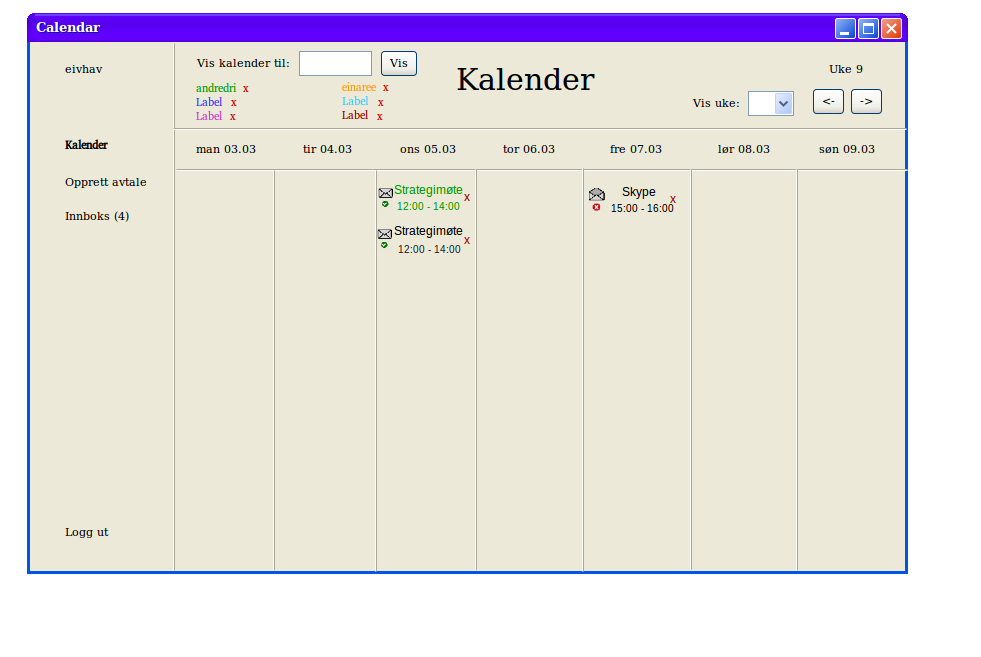 Calendar
eivhav
Vis kalender til:
Vis
Kalender
Uke 9
andredri x
einaree x
Label x
Label x
Label x
Label x
Vis uke:
<-
->
Kalender
Opprett avtale
Innboks (4)
Logg ut
man 03.03
tir 04.03
ons 05.03
tor 06.03
fre 07.03
lør 08.03
søn 09.03
Strategimøte x
12:00 - 14:00
Strategimøte x
12:00 - 14:00
Skype x
15:00 - 16:00